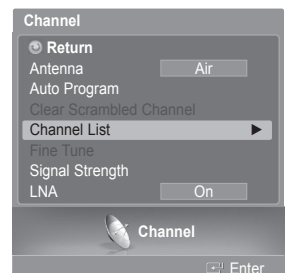 Channel
Return
Antenna Air
Auto Program
Clear Scrambled Channel
Channel List
Fine Tune
Signal Strength
LNA On
Channel
Enter